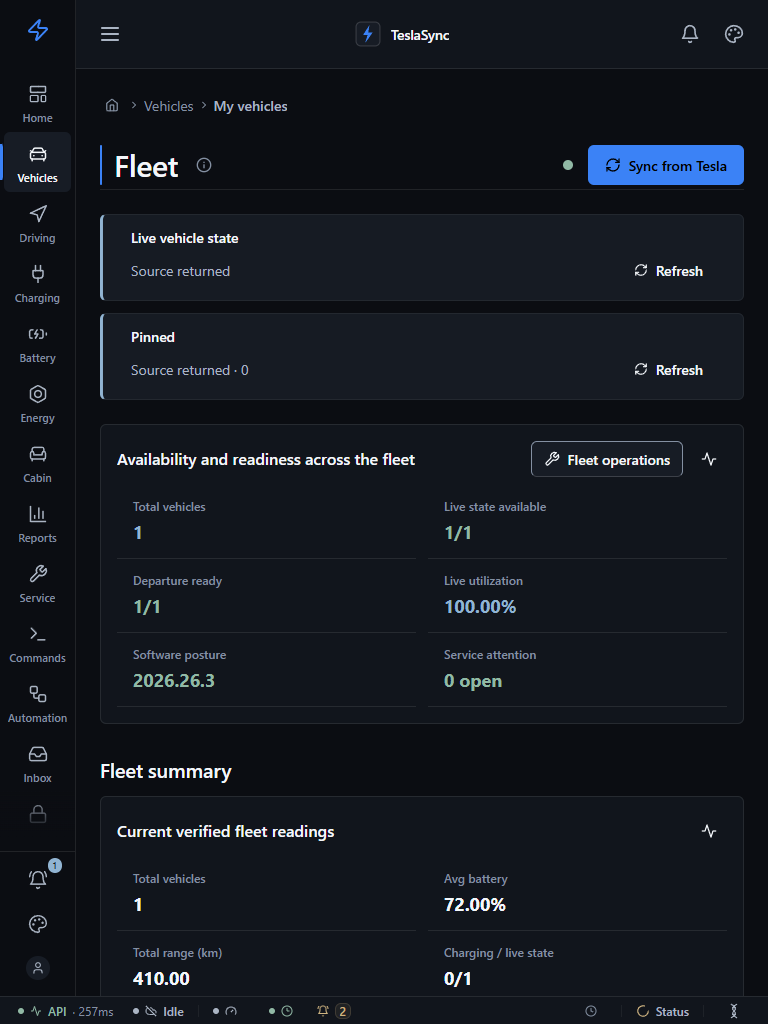 TeslaSync
Home
Vehicles
Driving
Charging
Battery
Energy
Cabin
Reports
Service
Commands
Automation
Inbox
1
Vehicles
My vehicles
Fleet
Sync from Tesla
Live vehicle state
Source returned
Refresh
Pinned
Source returned · 0
Refresh
Availability and readiness across the fleet
Fleet operations
Total vehicles
1
Live state available
1/1
Departure ready
1/1
Live utilization
100.00%
Software posture
2026.26.3
Service attention
0 open
Fleet summary
Current verified fleet readings
Total vehicles
1
Avg battery
72.00%
Total range (km)
410.00
Charging / live state
0/1
API · 257ms
Idle
2
Status